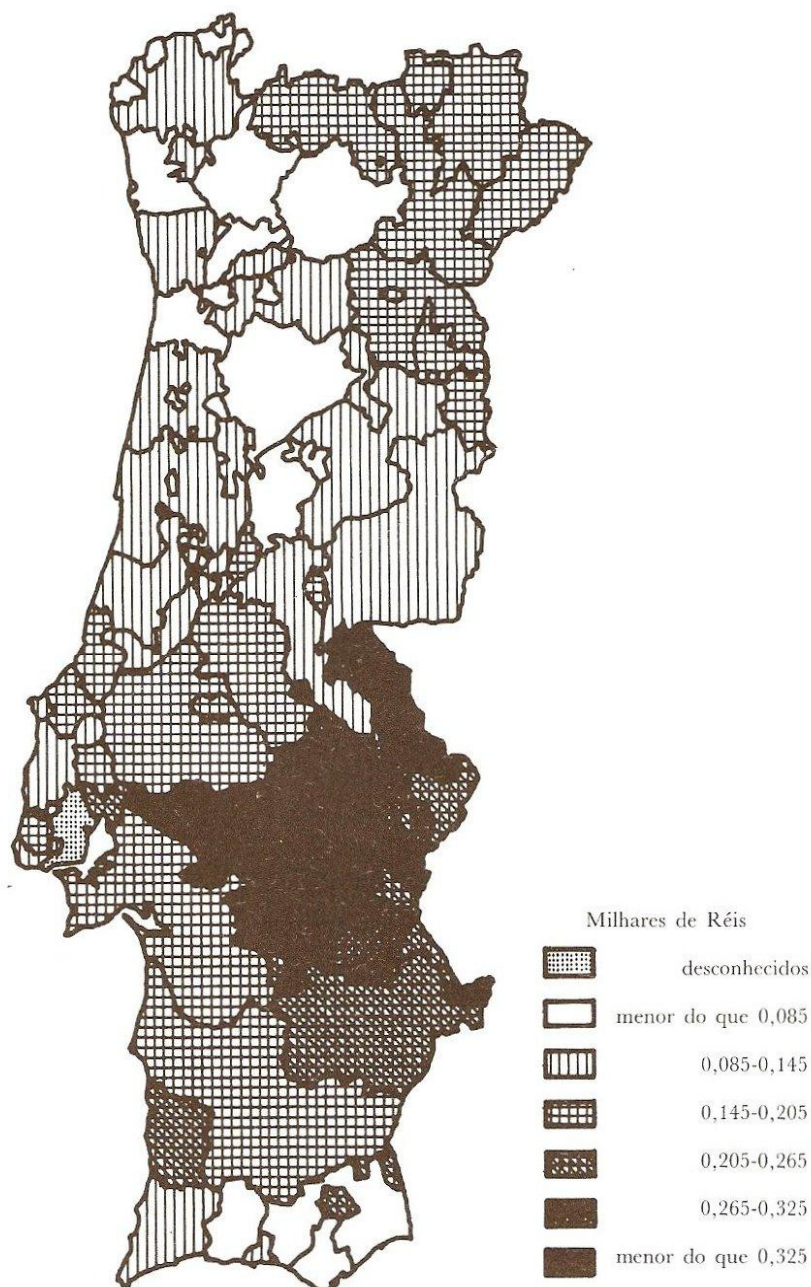 Milhares de Réis
desconhecidos
menor do que 0,085
0,085-0,145
0,145-0,205
0,205-0,265
0,265-0,325
menor do que 0,325